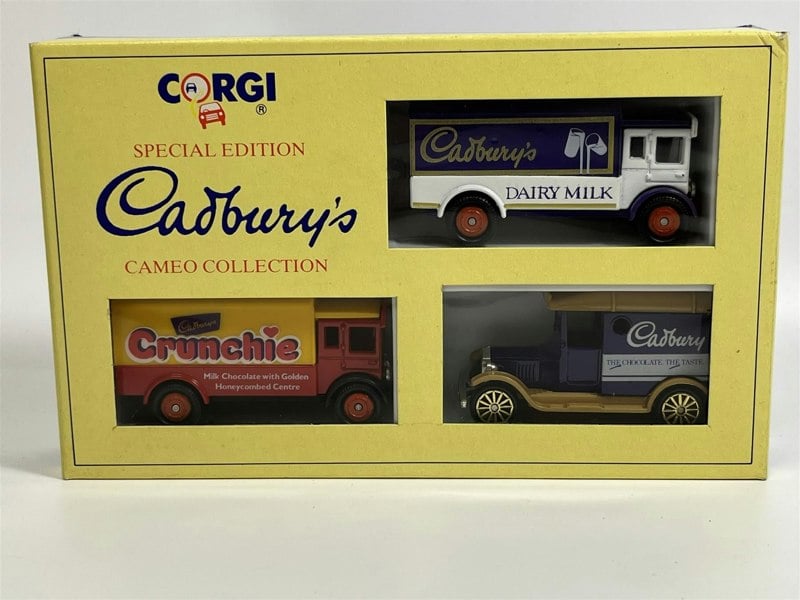 CORGI
®
SPECIAL EDITION
Cadbury's
CAMEO COLLECTION
Cadbury's
DAIRY MILK
Cadbury's
Crunchie
Milk Chocolate with Golden
Honeycombed Centre
Cadbury
THE CHOCOLATE. THE TASTE.